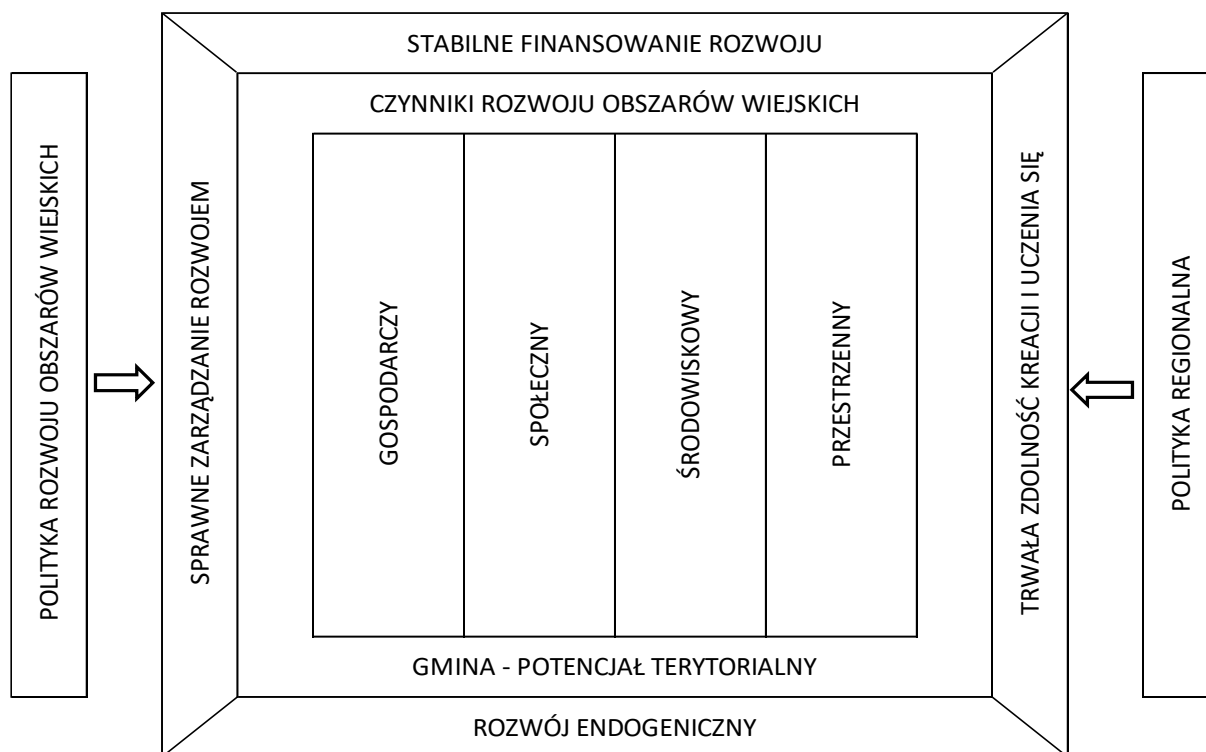 STABILNE FINANSOWANIE ROZWOJU
CZYNNIKI ROZWOJU OBSZARÓW WIEJSKICH
POLITYKA ROZWOJU OBSZARÓW WIEJSKICH
SPRAWNE ZARZĄDZANIE ROZWOJEM
GOSPODARCZY
SPOŁECZNY
ŚRODOWISKOWY
PRZESTRZENNY
TRWAŁA ZDOLNOŚĆ KREACJI I UCZENIA SIĘ
POLITYKA REGIONALNA
GMINA - POTENCJAŁ TERYTORIALNY
ROZWÓJ ENDOGENICZNY